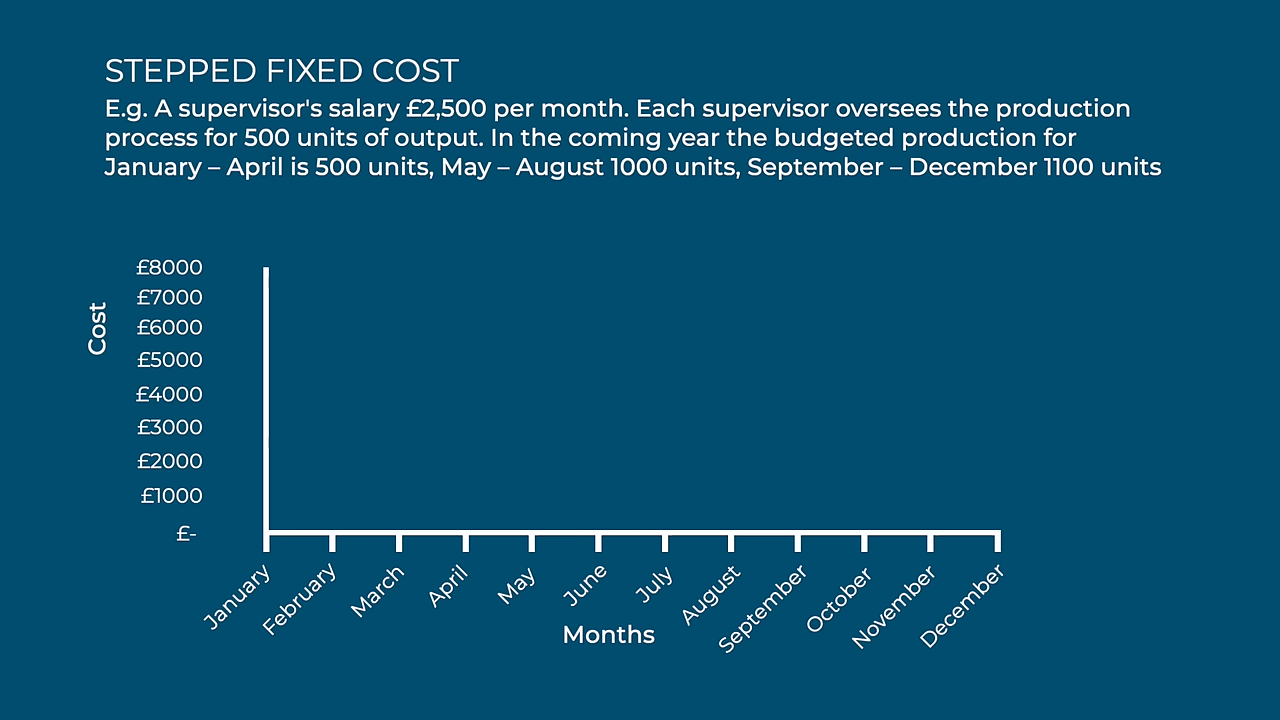 STEPPED FIXED COST
E.g. A supervisor's salary £2,500 per month. Each supervisor oversees the production
process for 500 units of output. In the coming year the budgeted production for
January – April is 500 units, May – August 1000 units, September – December 1100 units
Cost
£8000
£7000
£6000
£5000
£4000
£3000
£2000
£1000
£-
January
February
March
April
May
June
July
August
September
October
November
December
Months